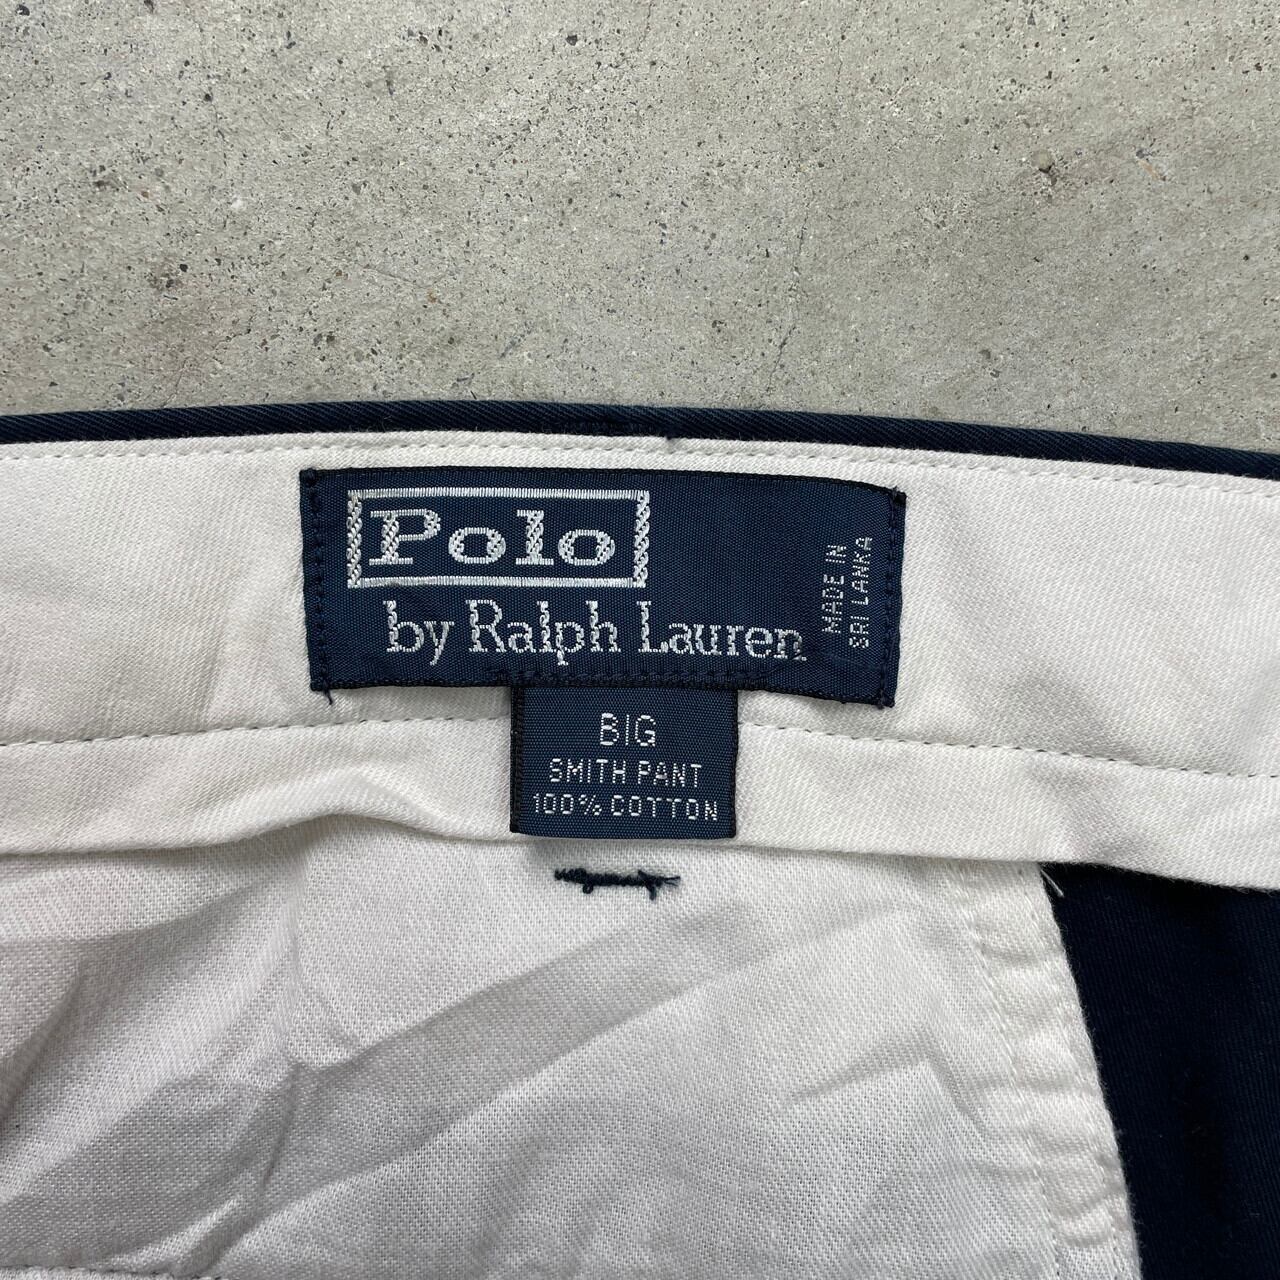 Polo
by Ralph Lauren
MADE IN
SRI LANKA
BIG
SMITH PANT
100% COTTON